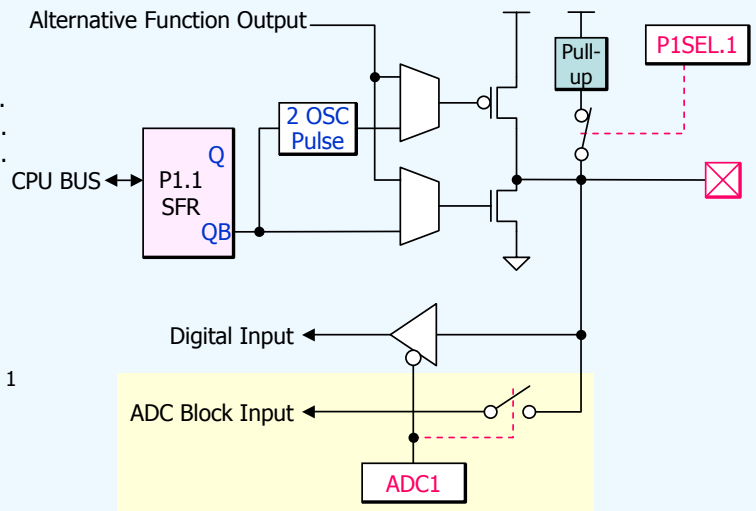 Alternative Function Output
Pull-
up
P1SEL.1
.
.
.
2 OSC
Pulse
CPU BUS
Q
P1.1
SFR
QB
Digital Input
1
ADC Block Input
ADC1